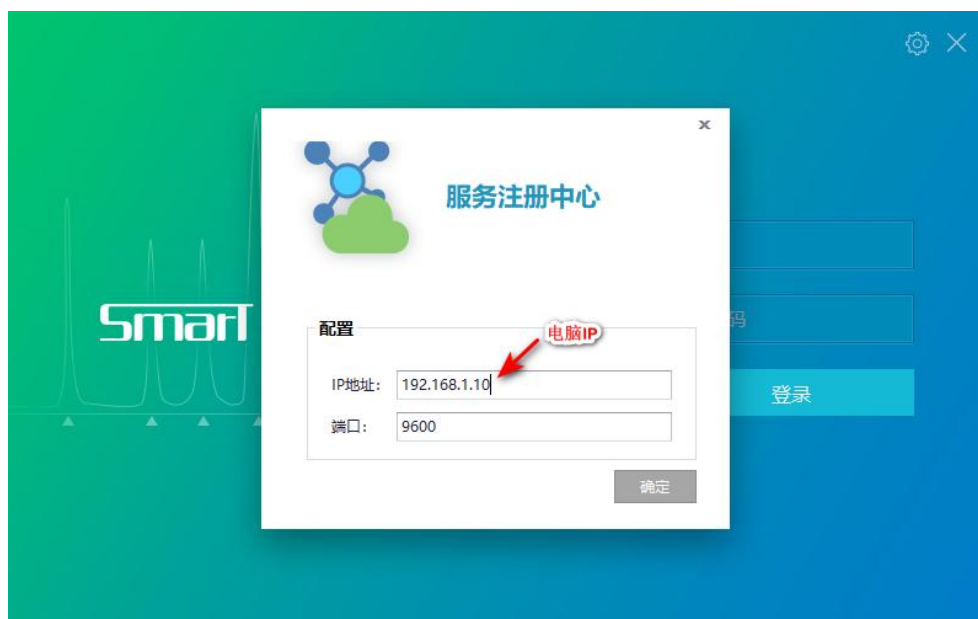 服务注册中心
Smart
码
配置
电脑IP
IP地址: 192.168.1.10
登录
端口: 9600
确定